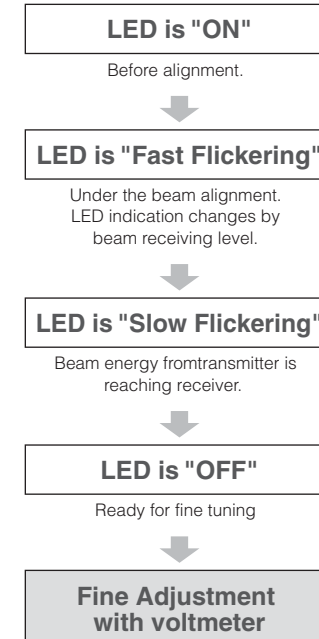 LED is "ON"
Before alignment.
LED is "Fast Flickering"
Under the beam alignment.
LED indication changes by
beam receiving level.
LED is "Slow Flickering"
Beam energy fromtransmitter is
reaching receiver.
LED is "OFF"
Ready for fine tuning
Fine Adjustment
with voltmeter